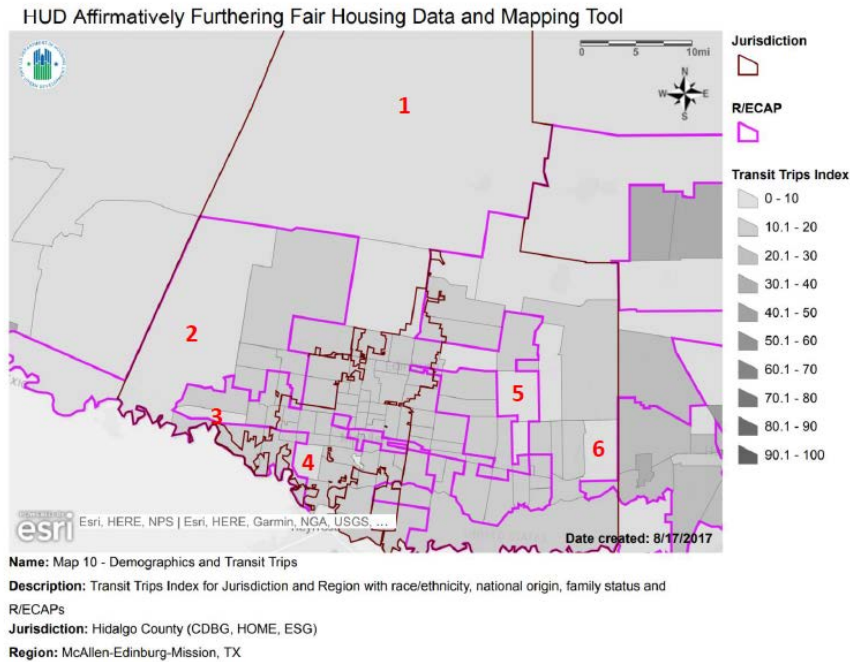 HUD Affirmatively Furthering Fair Housing Data and Mapping Tool
0 5 10mi
N
W E
S
1
2
3
4
5
6
Jurisdiction
R/ECAP
Transit Trips Index
0 - 10
10.1 - 20
20.1 - 30
30.1 - 40
40.1 - 50
50.1 - 60
60.1 - 70
70.1 - 80
80.1 - 90
90.1 - 100
POWERED BY
esri
Esri, HERE, NPS | Esri, HERE, Garmin, NGA, USGS, ...
Date created: 8/17/2017
Name: Map 10 - Demographics and Transit Trips
Description: Transit Trips Index for Jurisdiction and Region with race/ethnicity, national origin, family status and
R/ECAPs
Jurisdiction: Hidalgo County (CDBG, HOME, ESG)
Region: McAllen-Edinburg-Mission, TX